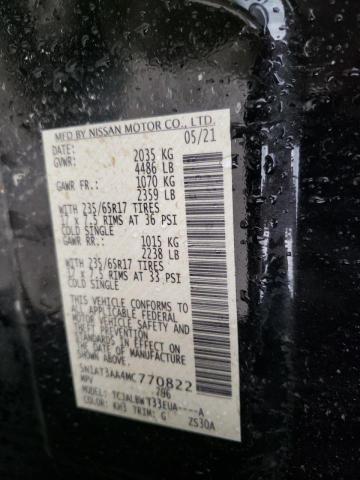 MFD BY NISSAN MOTOR CO., LTD.
DATE: 05/21
GVWR: 2035 KG
4486 LB
GAWR FR.: 1070 KG
2359 LB
WITH 235/65R17 TIRES
17 X 7.5 RIMS AT 36 PSI
COLD SINGLE
GAWR RR.: 1015 KG
2238 LB
WITH 235/65R17 TIRES
17 X 7.5 RIMS AT 33 PSI
COLD SINGLE
THIS VEHICLE CONFORMS TO
ALL APPLICABLE FEDERAL
MOTOR VEHICLE SAFETY AND
THEFT PREVENTION STANDARDS
IN EFFECT ON THE DATE OF
MANUFACTURE SHOWN ABOVE.
5N1AT3AA4MC770822
MPV 796
MODEL: TCJALBW T33EUA----A
COLOR: KH3 TRIM: G ZS30A